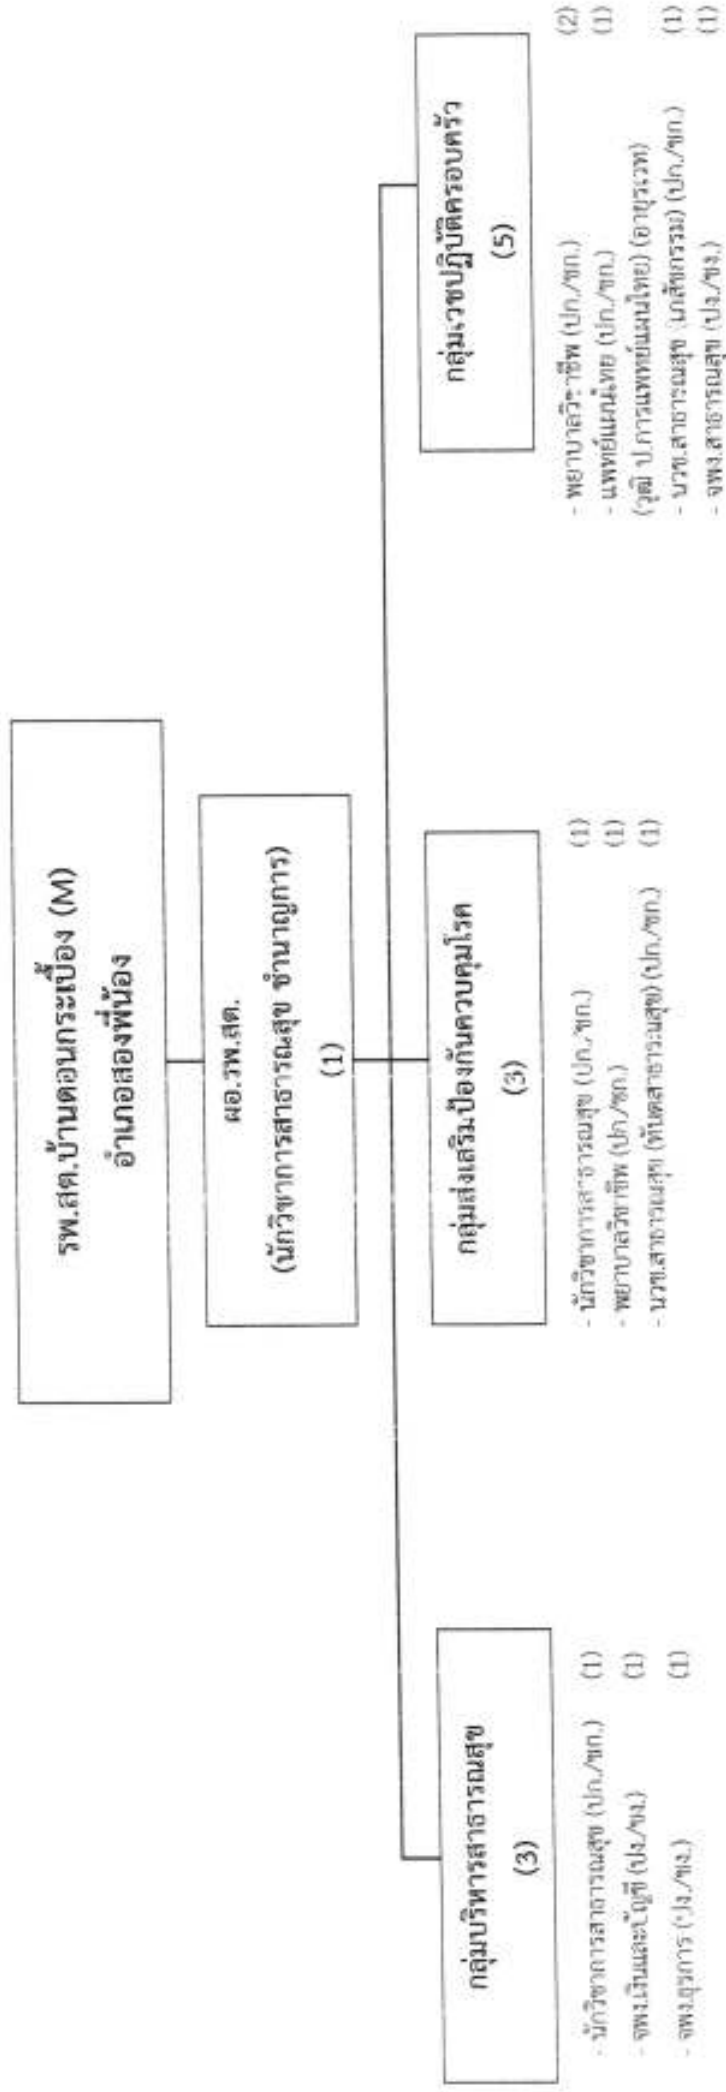 รพ.สต.บ้านดอนกระเบื้อง (M)
อำเภอสองพี่น้อง
ผอ.รพ.สต.
(นักวิชาการสาธารณสุข ชำนาญการ)
(1)
กลุ่มบริหารสาธารณสุข
(3)
- นักวิชาการสาธารณสุข (ปก./ชก.) (1)
- จพง.เงินและบัญชี (ปง./ชง.) (1)
- จพง.ธุรการ (ปง./ชง.) (1)
กลุ่มส่งเสริมป้องกันควบคุมโรค
(3)
- นักวิชาการสาธารณสุข (ปก./ชก.) (1)
- พยาบาลวิชาชีพ (ปก./ชก.) (1)
- นวช.สาธารณสุข (ทันตสาธารณสุข) (ปก./ชก.) (1)
กลุ่มเวชปฏิบัติครอบครัว
(5)
- พยาบาลวิชาชีพ (ปก./ชก.) (2)
- แพทย์แผนไทย (ปก./ชก.) (1)
(วุฒิ ป.การแพทย์แผนไทย) (อายุรเวท)
- นวช.สาธารณสุข (เภสัชกรรม) (ปก./ชก.) (1)
- จพง.สาธารณสุข (ปง./ชง.) (1)